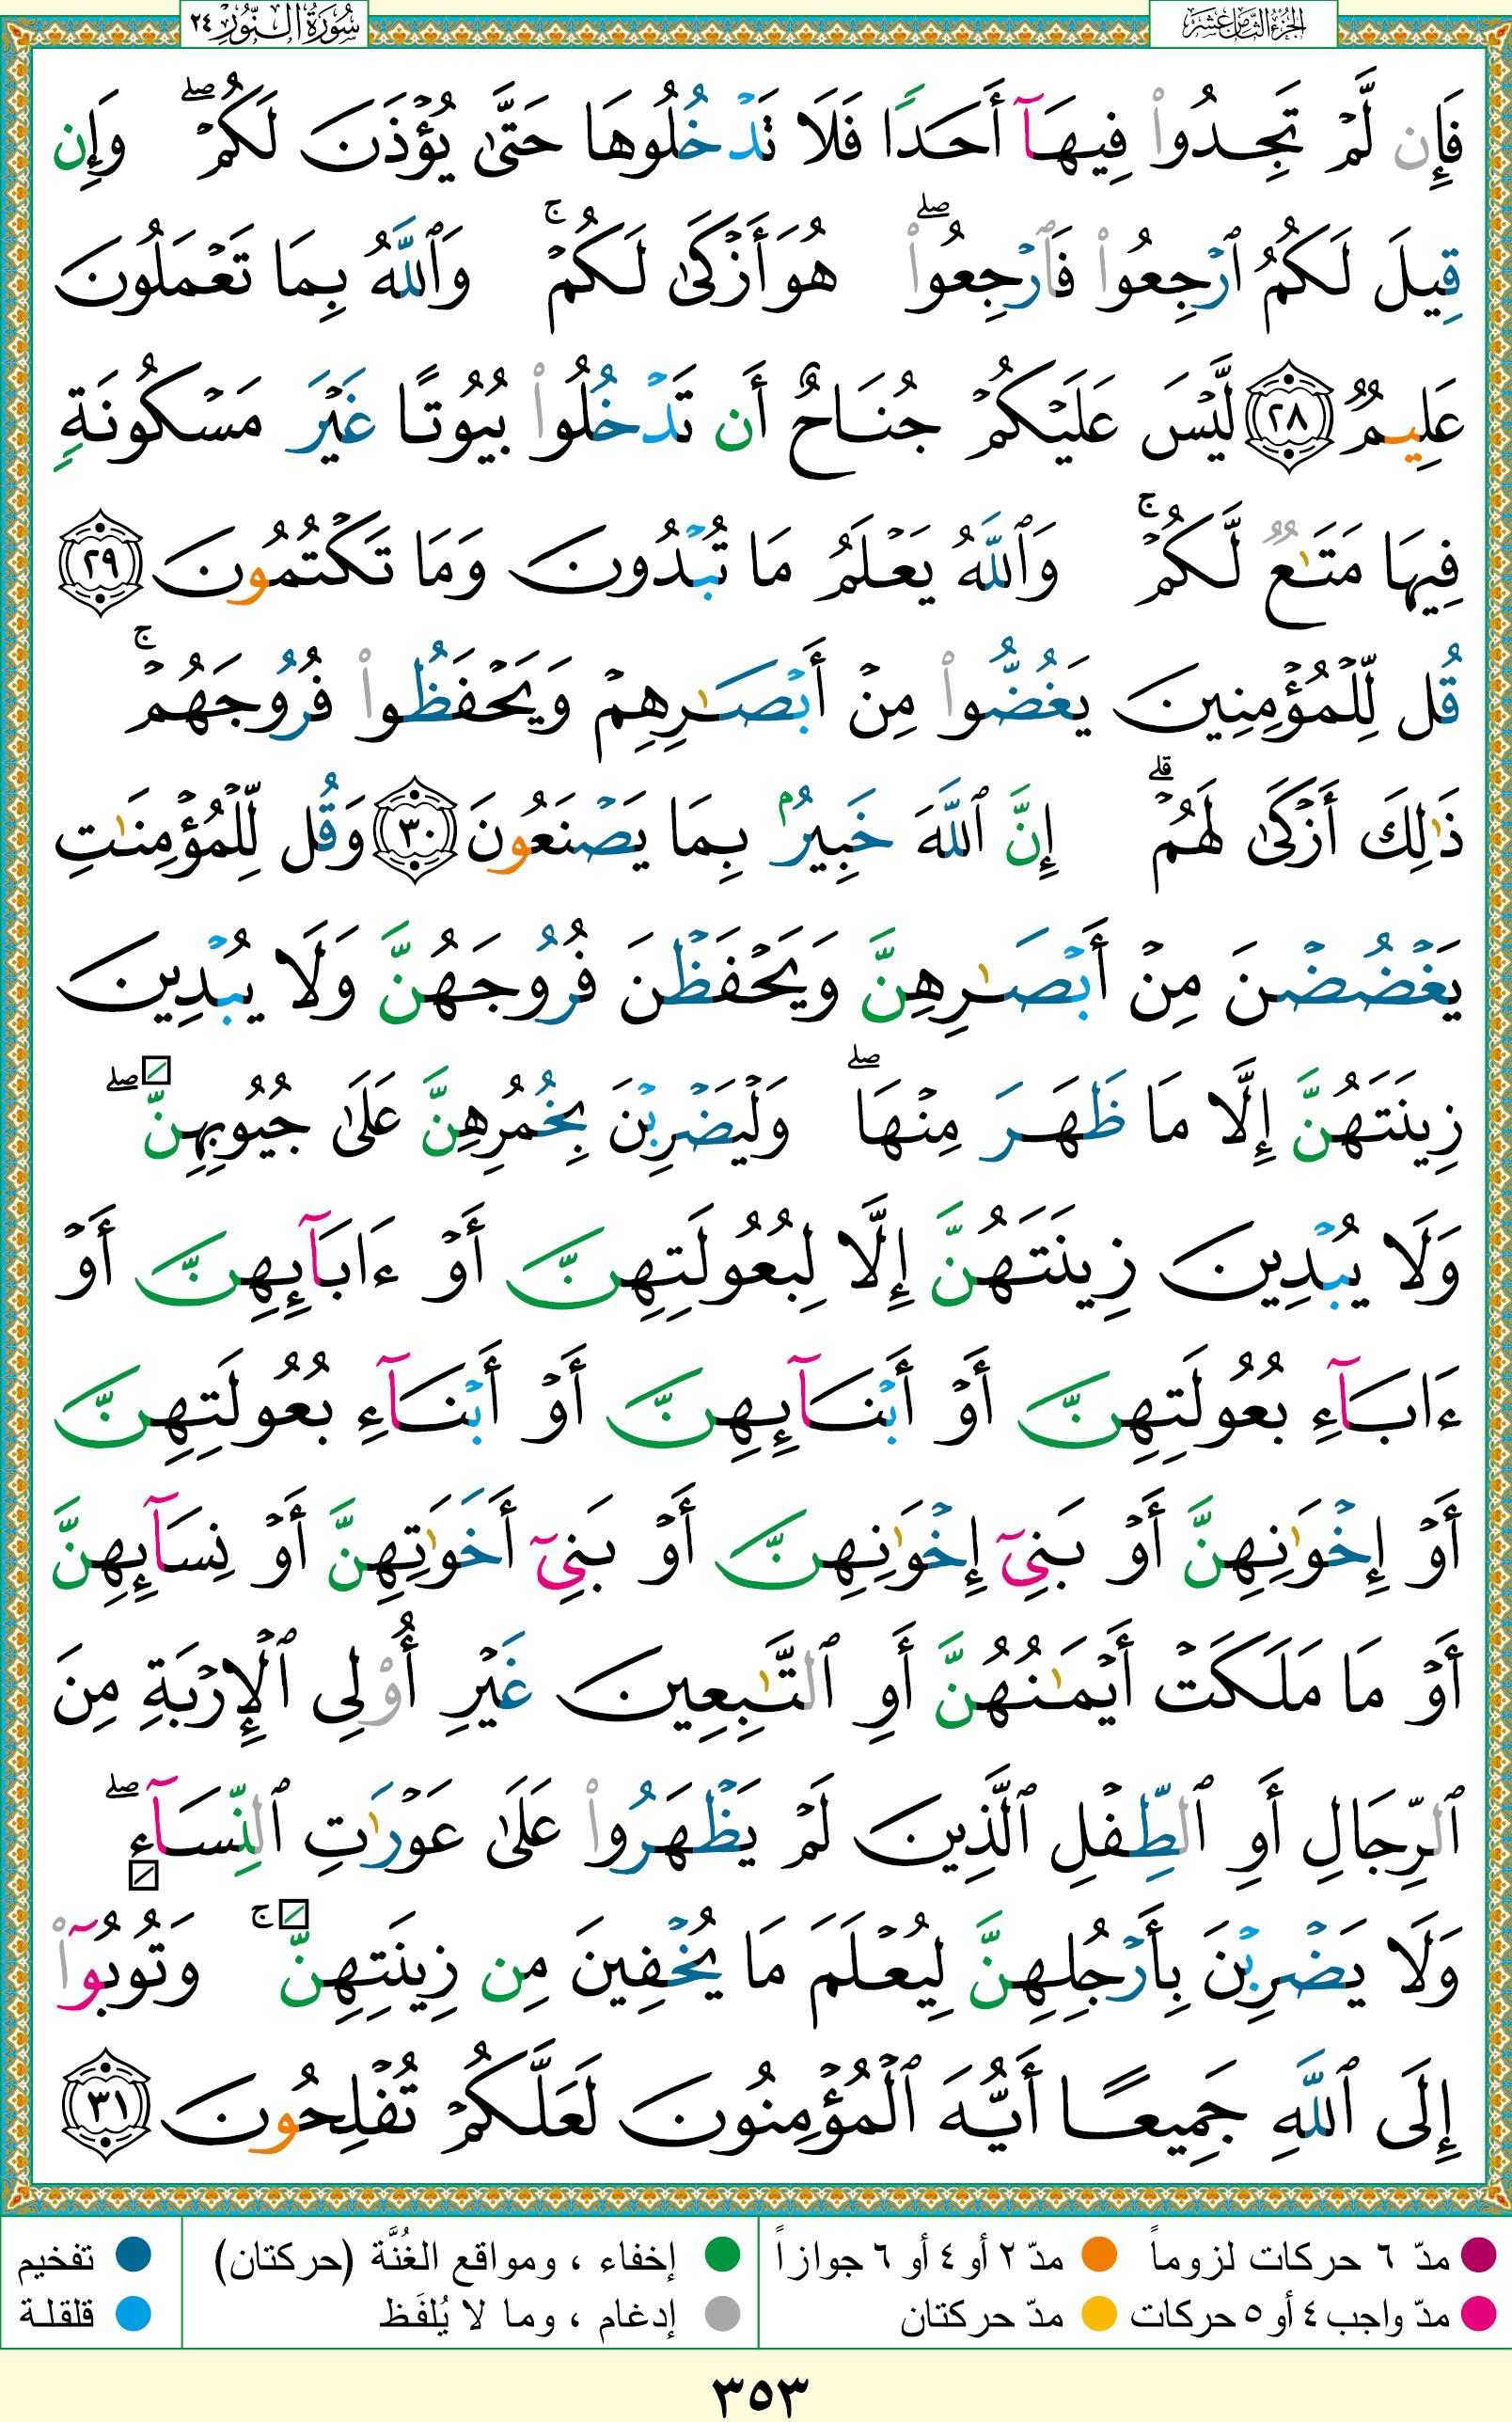 الجزء الثامن عشر
سُورَةُ النُّورِ ٢٤
فَإِن لَّمْ تَجِدُوا۟ فِيهَآ أَحَدًا فَلَا تَدْخُلُوهَا حَتَّىٰ يُؤْذَنَ لَكُمْ ۖ وَإِن
قِيلَ لَكُمُ ٱرْجِعُوا۟ فَٱرْجِعُوا۟ ۖ هُوَ أَزْكَىٰ لَكُمْ ۚ وَٱللَّهُ بِمَا تَعْمَلُونَ
عَلِيمٌ ٢٨ لَّيْسَ عَلَيْكُمْ جُنَاحٌ أَن تَدْخُلُوا۟ بُيُوتًا غَيْرَ مَسْكُونَةٍ
فِيهَا مَتَـٰعٌ لَّكُمْ ۚ وَٱللَّهُ يَعْلَمُ مَا تُبْدُونَ وَمَا تَكْتُمُونَ ٢٩
قُل لِّلْمُؤْمِنِينَ يَغُضُّوا۟ مِنْ أَبْصَـٰرِهِمْ وَيَحْفَظُوا۟ فُرُوجَهُمْ ۚ
ذَٰلِكَ أَزْكَىٰ لَهُمْ ۗ إِنَّ ٱللَّهَ خَبِيرٌۢ بِمَا يَصْنَعُونَ ٣٠ وَقُل لِّلْمُؤْمِنَـٰتِ
يَغْضُضْنَ مِنْ أَبْصَـٰرِهِنَّ وَيَحْفَظْنَ فُرُوجَهُنَّ وَلَا يُبْدِينَ
زِينَتَهُنَّ إِلَّا مَا ظَهَرَ مِنْهَا ۖ وَلْيَضْرِبْنَ بِخُمُرِهِنَّ عَلَىٰ جُيُوبِهِنَّ ۖ
وَلَا يُبْدِينَ زِينَتَهُنَّ إِلَّا لِبُعُولَتِهِنَّ أَوْ ءَابَآئِهِنَّ أَوْ
ءَابَآءِ بُعُولَتِهِنَّ أَوْ أَبْنَآئِهِنَّ أَوْ أَبْنَآءِ بُعُولَتِهِنَّ
أَوْ إِخْوَٰنِهِنَّ أَوْ بَنِىٓ إِخْوَٰنِهِنَّ أَوْ بَنِىٓ أَخَوَٰتِهِنَّ أَوْ نِسَآئِهِنَّ
أَوْ مَا مَلَكَتْ أَيْمَـٰنُهُنَّ أَوِ ٱلتَّـٰبِعِينَ غَيْرِ أُو۟لِى ٱلْإِرْبَةِ مِنَ
ٱلرِّجَالِ أَوِ ٱلطِّفْلِ ٱلَّذِينَ لَمْ يَظْهَرُوا۟ عَلَىٰ عَوْرَٰتِ ٱلنِّسَآءِ ۖ
وَلَا يَضْرِبْنَ بِأَرْجُلِهِنَّ لِيُعْلَمَ مَا يُخْفِينَ مِن زِينَتِهِنَّ ۚ وَتُوبُوٓا۟
إِلَى ٱللَّهِ جَمِيعًا أَيُّهَ ٱلْمُؤْمِنُونَ لَعَلَّكُمْ تُفْلِحُونَ ٣١
مدّ ٦ حركات لزوماً مدّ ٢ أو ٤ أو ٦ جوازاً إخفاء ، ومواقع الغُنَّة (حركتان) تفخيم
مدّ واجب ٤ أو ٥ حركات مدّ حركتان إدغام ، وما لا يُلفَظ قلقلة
٣٥٣